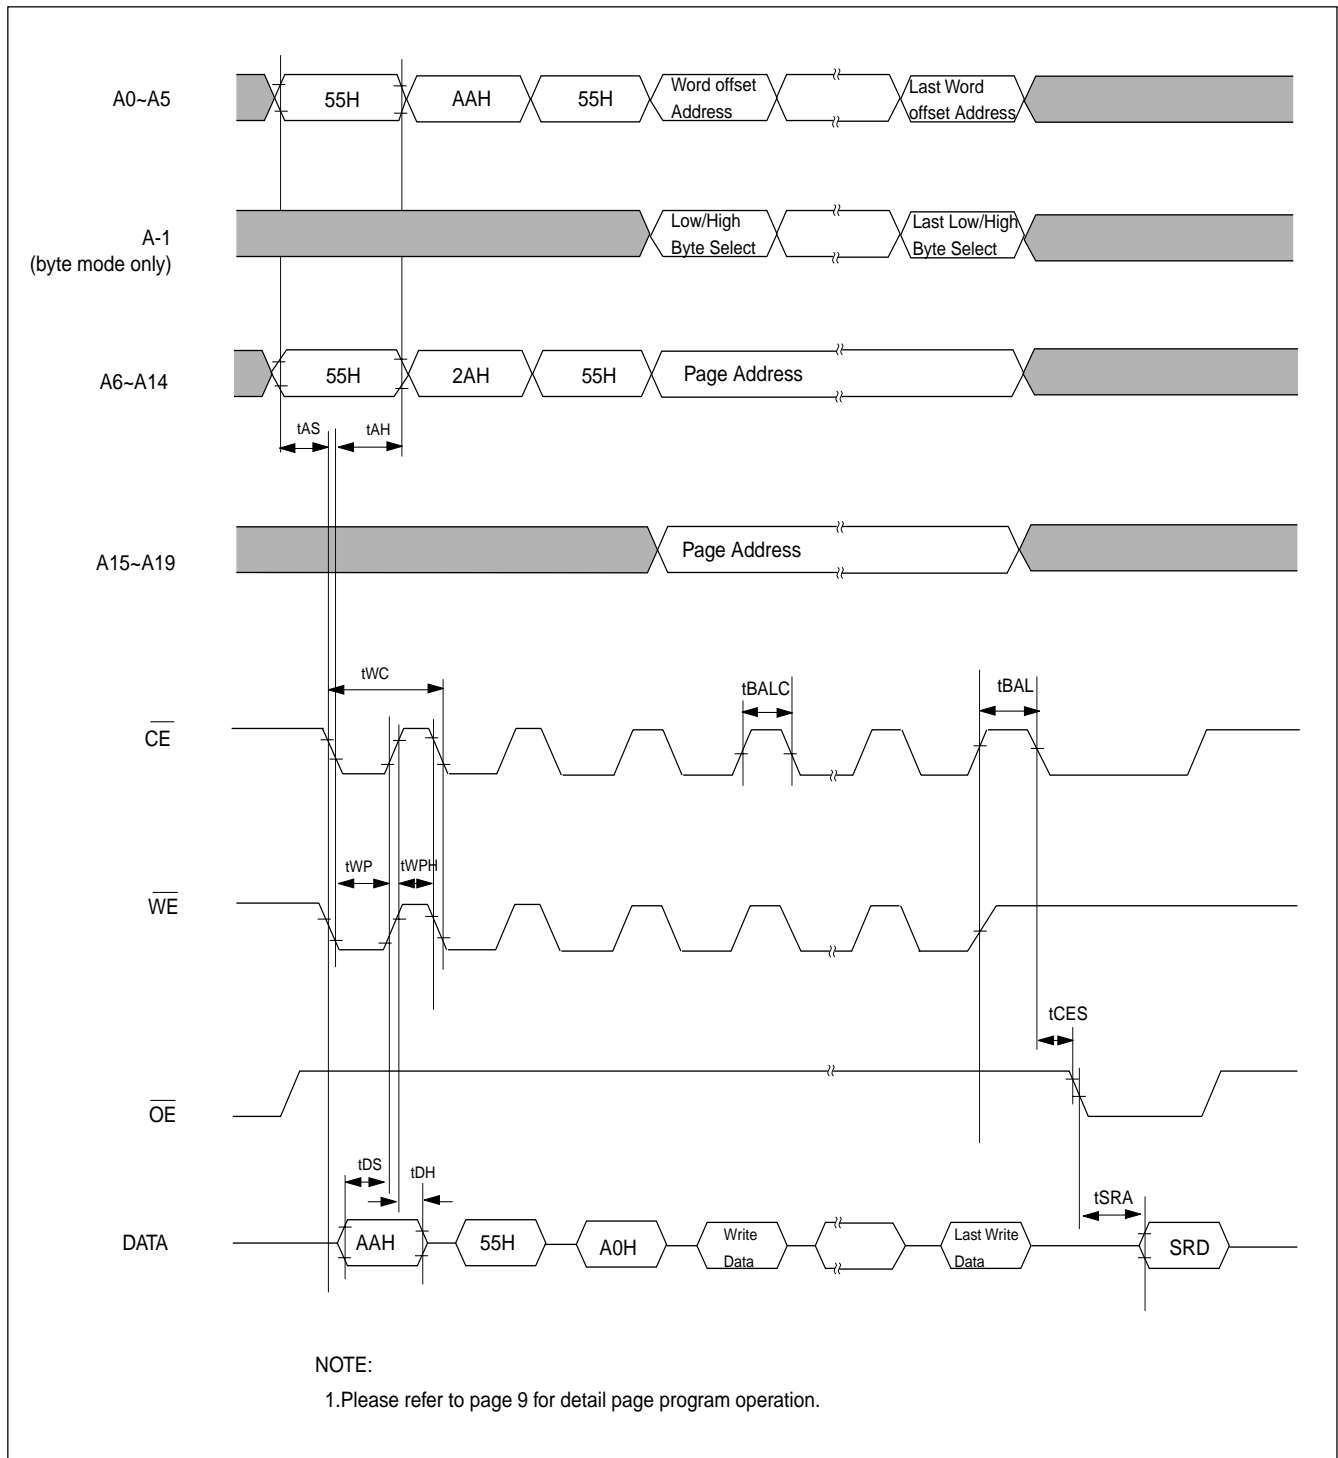 A0~A5
55H
AAH
55H
Word offset
Address
Last Word
offset Address
A-1
(byte mode only)
Low/High
Byte Select
Last Low/High
Byte Select
A6~A14
55H
2AH
55H
Page Address
tAS
tAH
A15~A19
Page Address
tWC
tBALC
tBAL
CE
tWP
tWPH
WE
tCES
OE
tDS
tDH
tSRA
DATA
AAH
55H
A0H
Write
Data
Last Write
Data
SRD
NOTE:
1.Please refer to page 9 for detail page program operation.